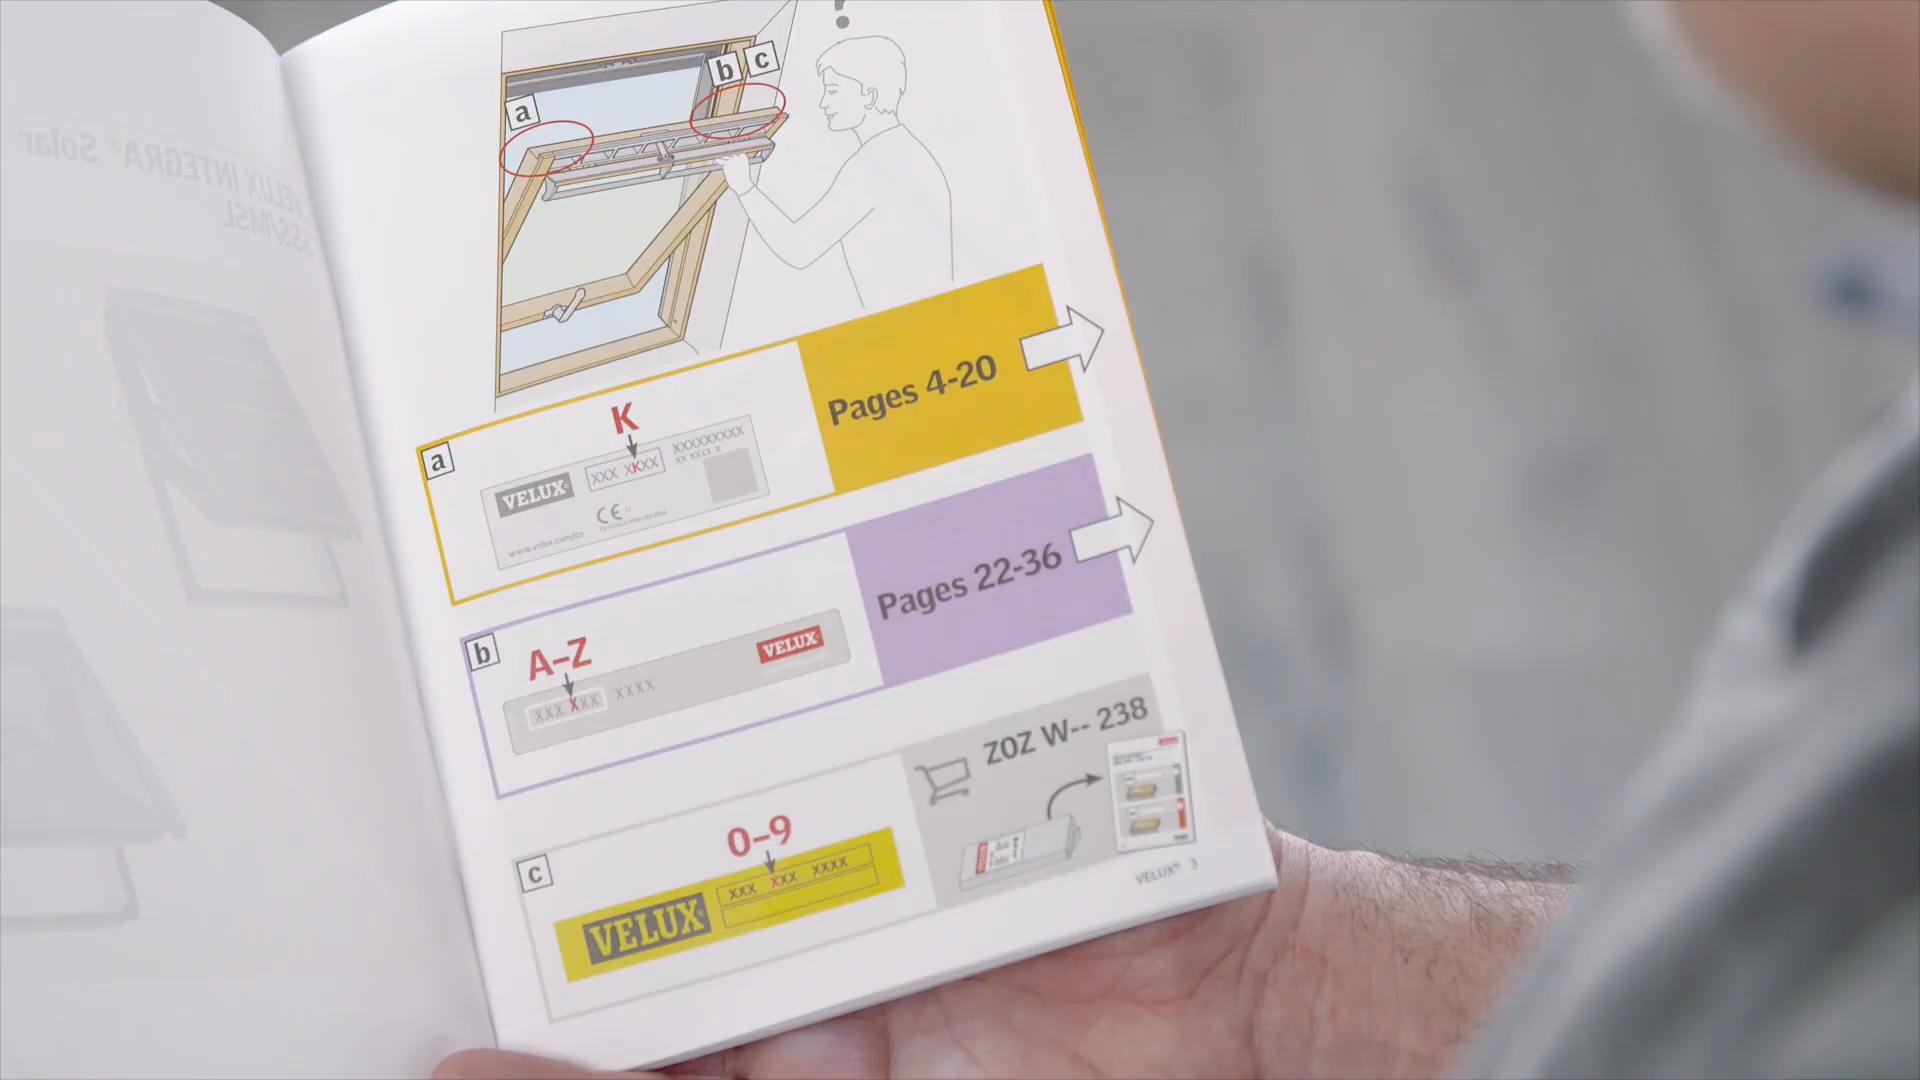 VELUX INTEGRA® Solar
SSS/MSL
?
a
b
c
a
K
XXX XKXX
XXXXXXXXX
XX XXXX X
VELUX
CE
www.velux.com/ce
Pages 4-20
b
A–Z
XXX XXX XXXX
VELUX
Pages 22-36
c
0–9
VELUX
XXX XXX XXXX
ZOZ W-- 238
VELUX® 3